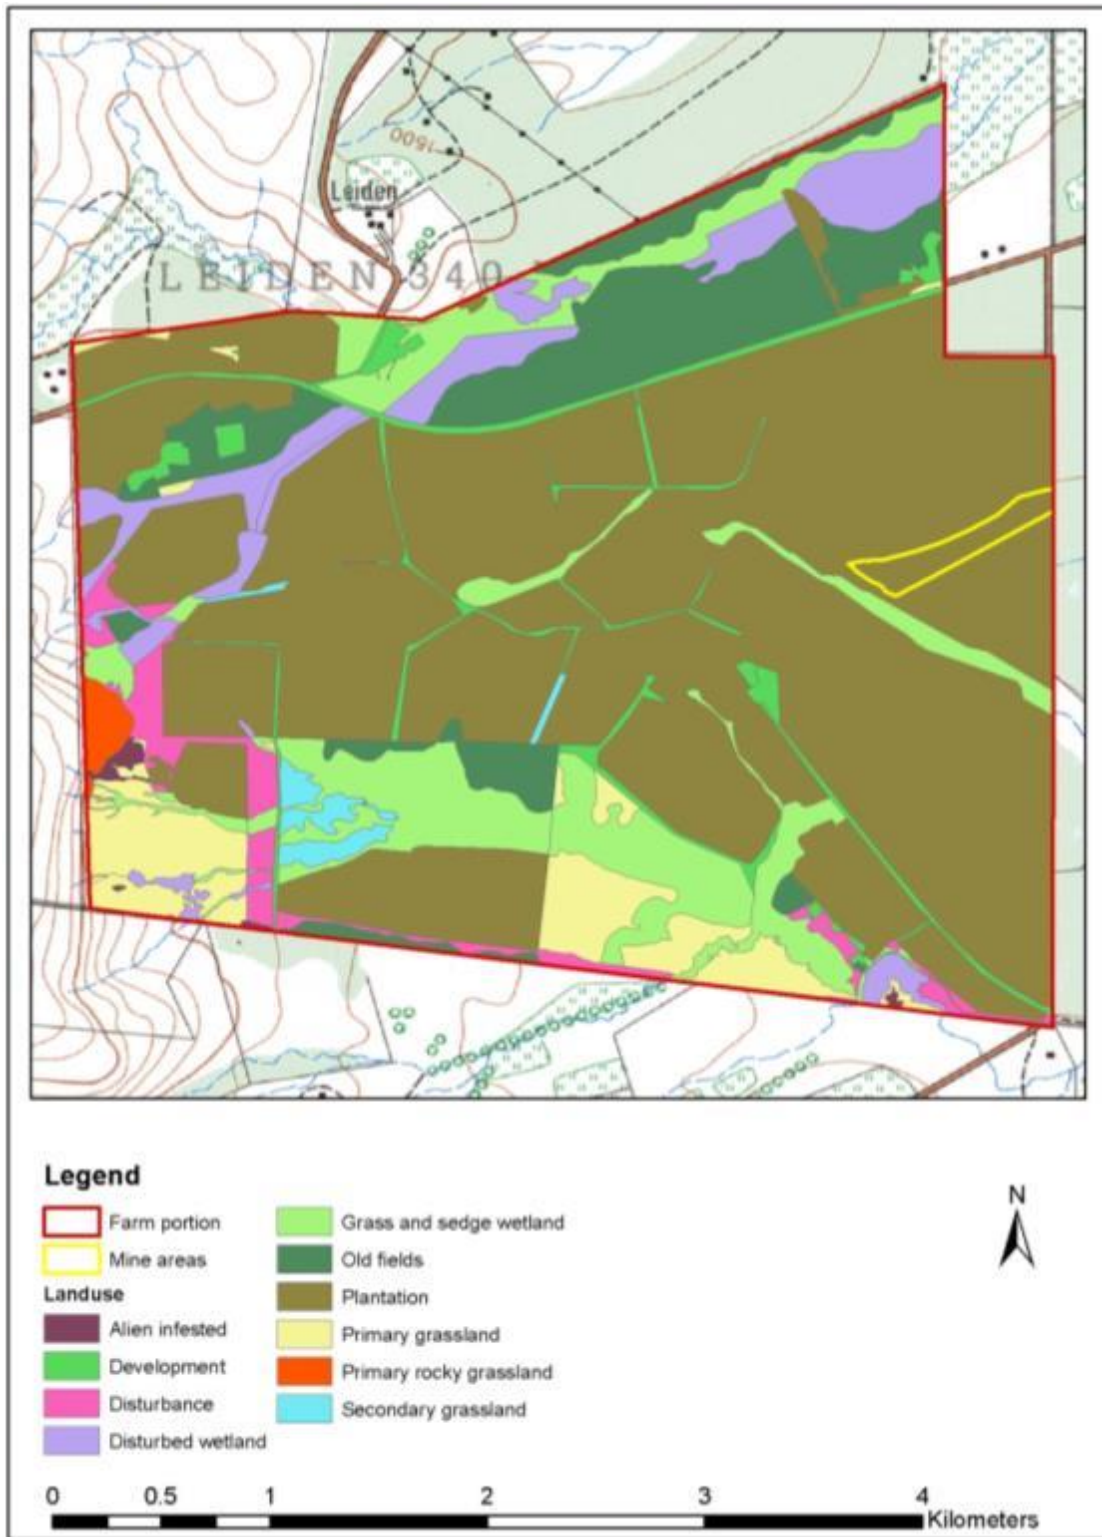 1500
Leiden
LEIDEN 340
Legend
Farm portion
Mine areas
Landuse
Alien infested
Development
Disturbance
Disturbed wetland
Grass and sedge wetland
Old fields
Plantation
Primary grassland
Primary rocky grassland
Secondary grassland
N
0 0.5 1 2 3 4
Kilometers